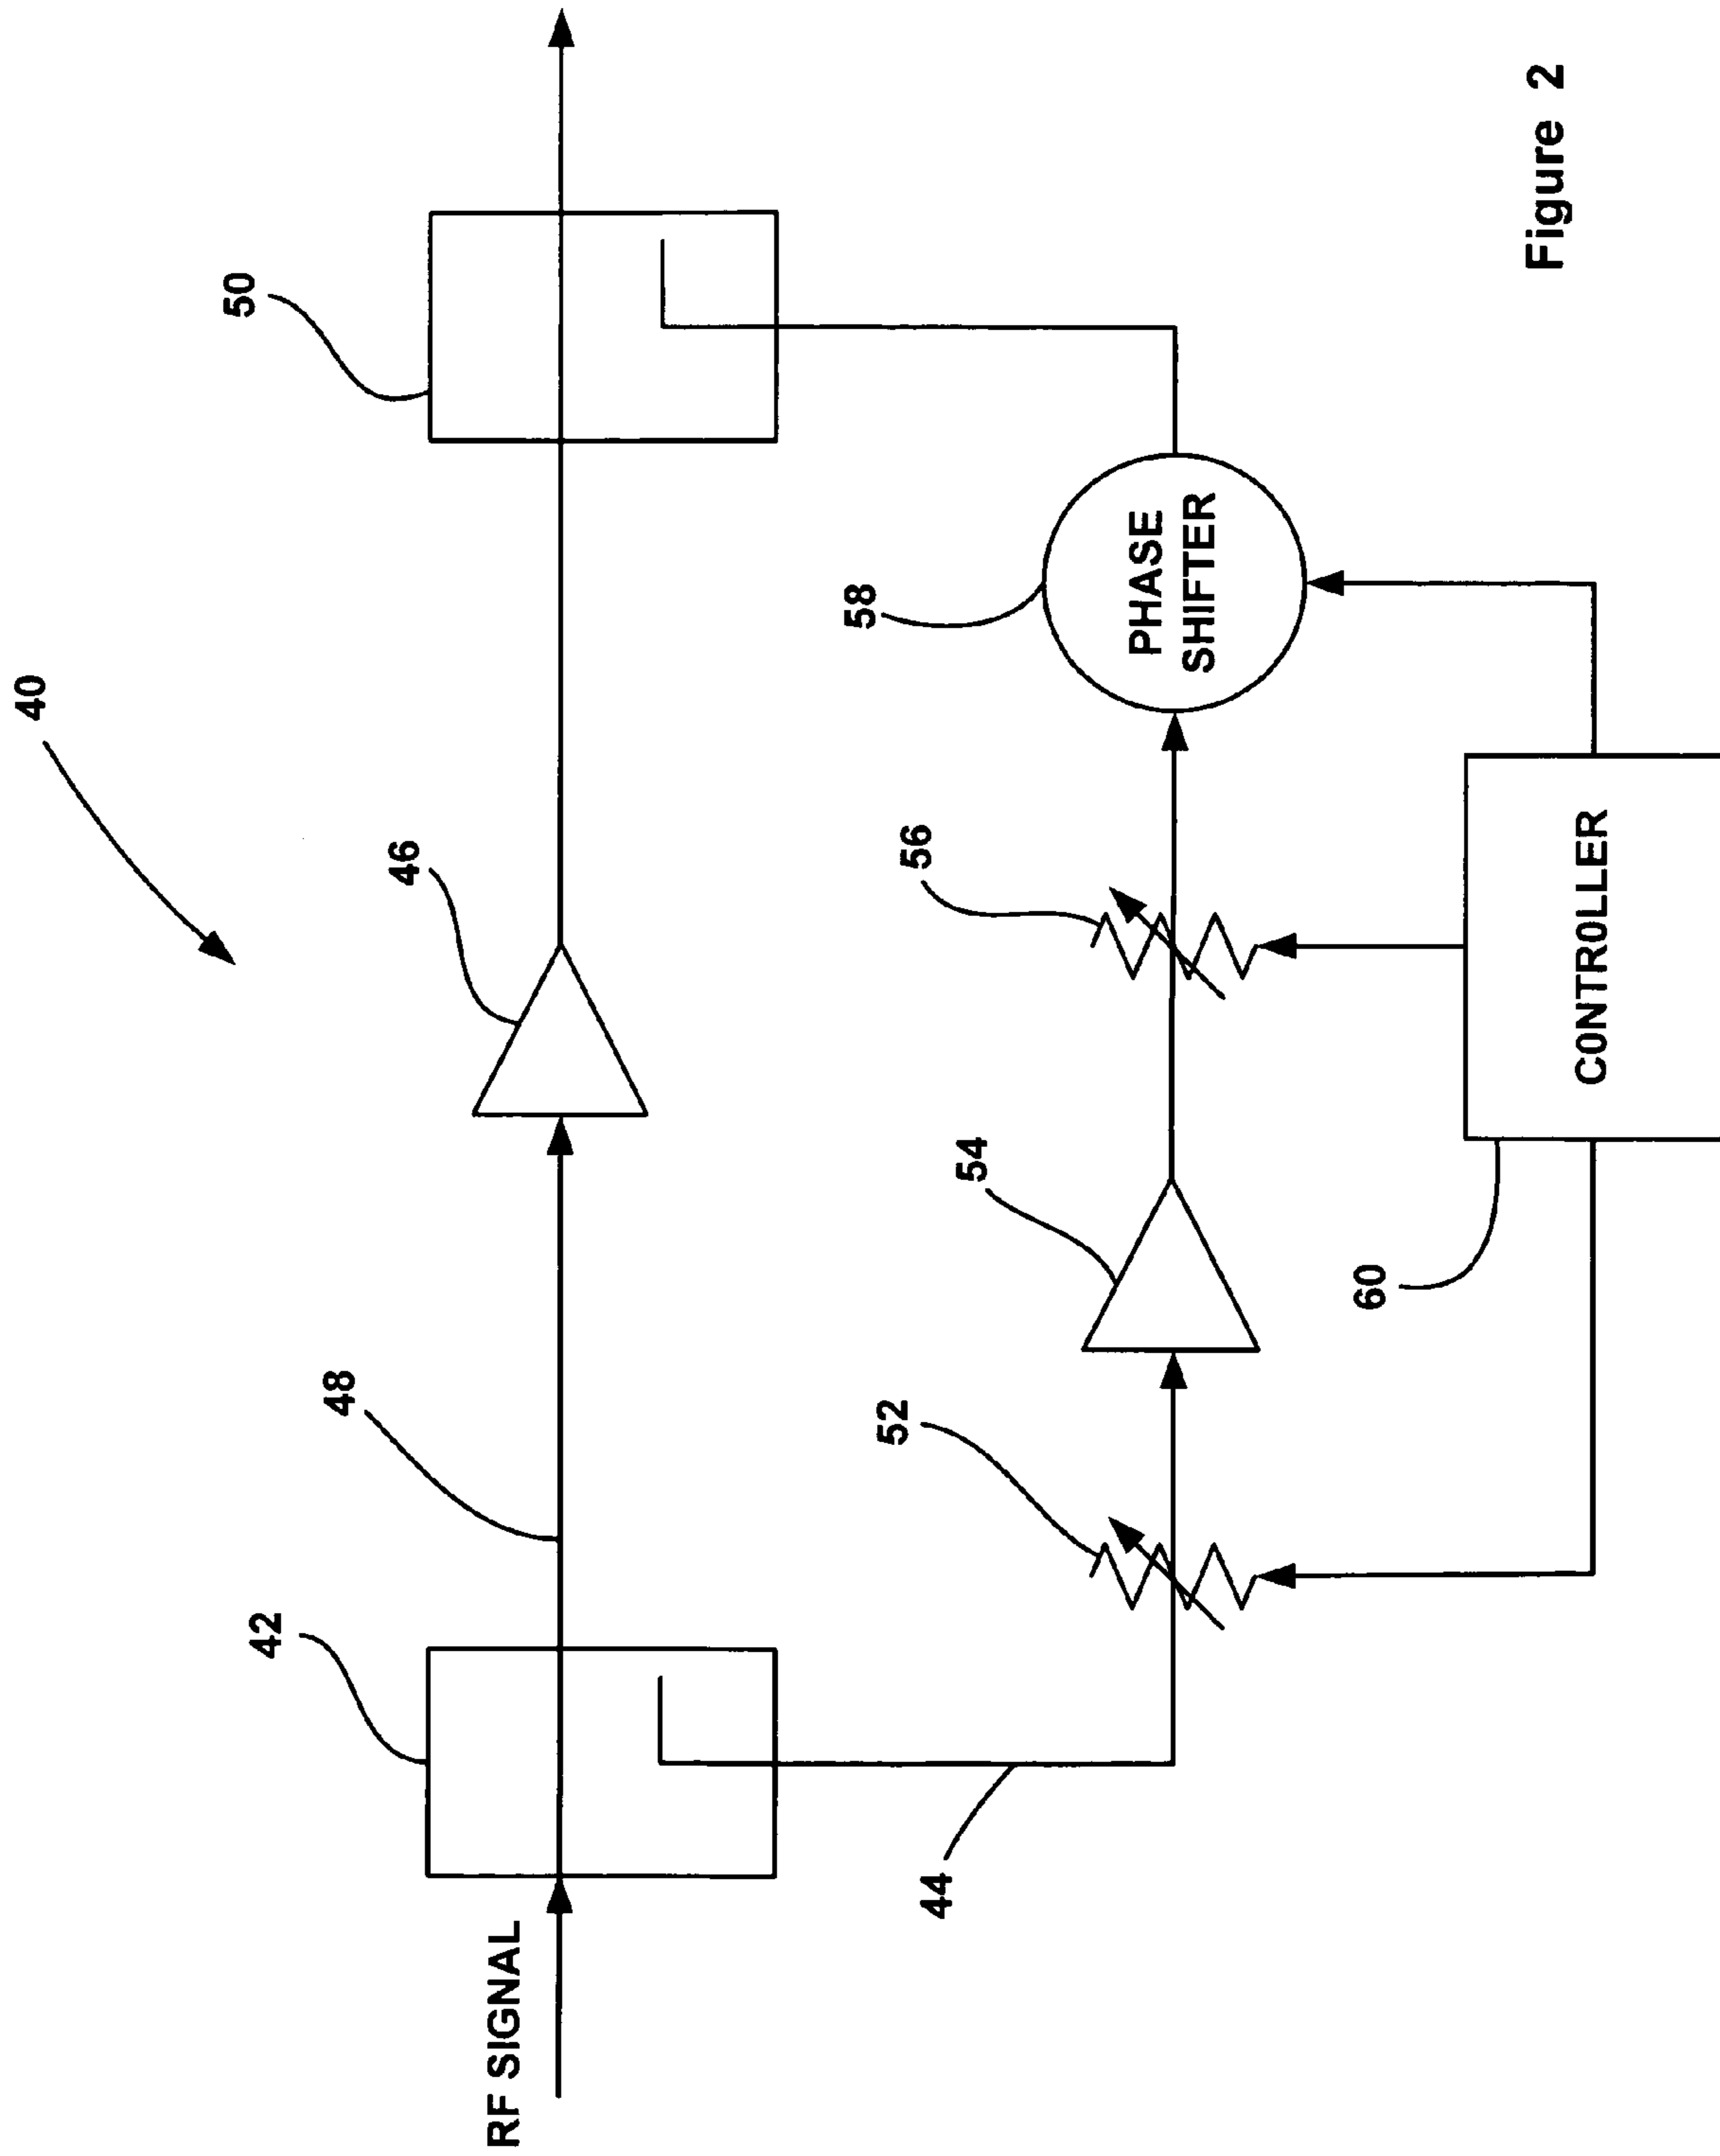 40
50
46
48
42
58
PHASE
SHIFTER
56
54
52
44
RF SIGNAL
60
CONTROLLER
Figure 2